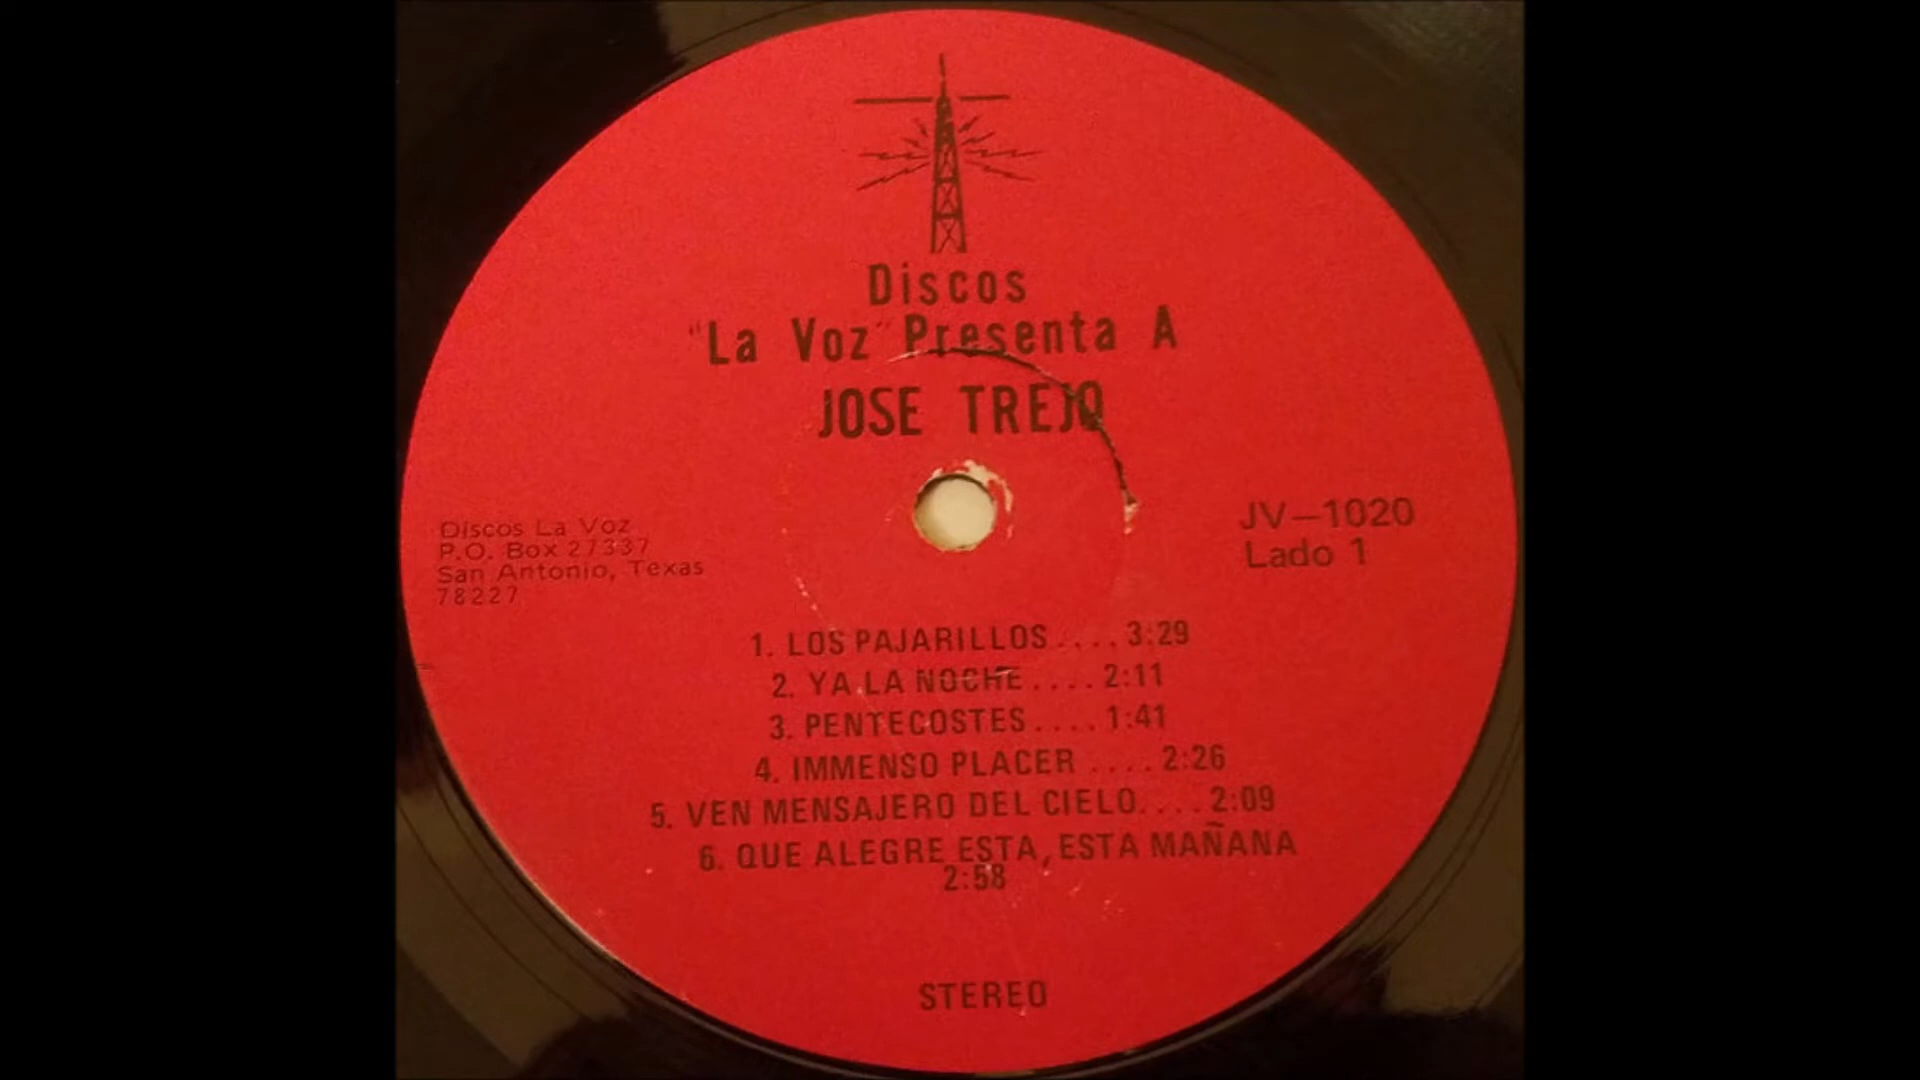 Discos
"La Voz" Presenta A
JOSE TREJO
Discos La Voz
P.O. Box 27337
San Antonio, Texas
78227
JV-1020
Lado 1
1. LOS PAJARILLOS.... 3:29
2. YA LA NOCHE.... 2:11
3. PENTECOSTES.... 1:41
4. IMMENSO PLACER .... 2:26
5. VEN MENSAJERO DEL CIELO.... 2:09
6. QUE ALEGRE ESTA, ESTA MAÑANA
2:58
STEREO